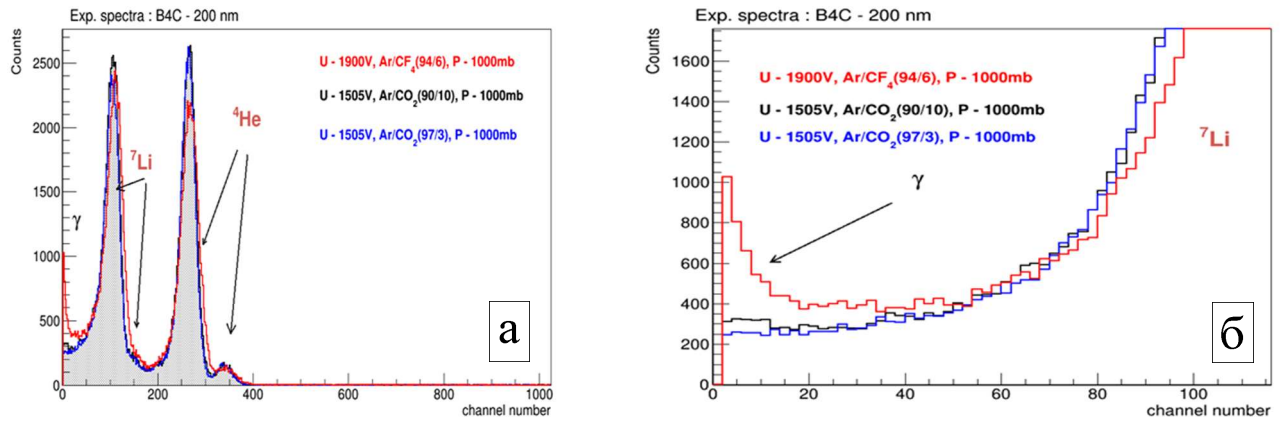 Exp. spectra : B4C - 200 nm
Counts
2500
2000
1500
1000
500
0
U - 1900V, Ar/CF4(94/6), P - 1000mb
U - 1505V, Ar/CO2(90/10), P - 1000mb
U - 1505V, Ar/CO2(97/3), P - 1000mb
4He
7Li
γ
а
0 200 400 600 800 1000
channel number
Exp. spectra : B4C - 200 nm
Counts
1600
1400
1200
1000
800
600
400
200
0
U - 1900V, Ar/CF4(94/6), P - 1000mb
U - 1505V, Ar/CO2(90/10), P - 1000mb
U - 1505V, Ar/CO2(97/3), P - 1000mb
7Li
γ
б
0 20 40 60 80 100
channel number